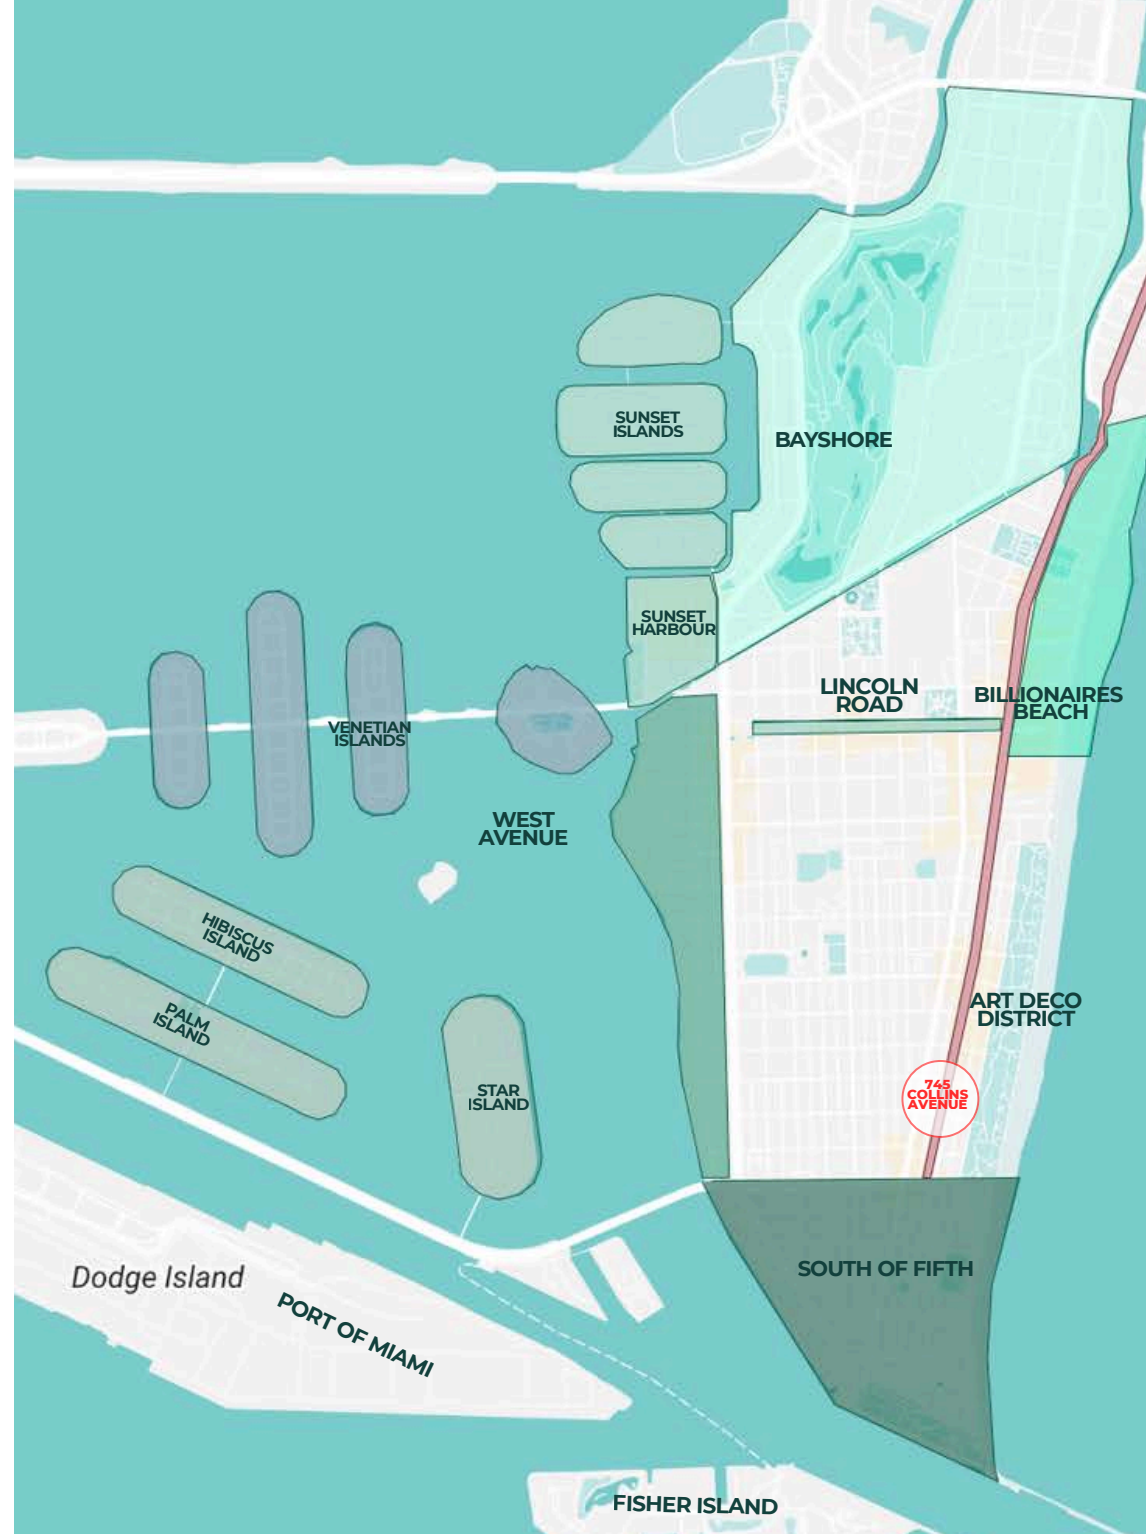 SUNSET
ISLANDS
BAYSHORE
SUNSET
HARBOUR
LINCOLN
ROAD
BILLIONAIRES
BEACH
VENETIAN
ISLANDS
WEST
AVENUE
HIBISCUS
ISLAND
PALM
ISLAND
STAR
ISLAND
ART DECO
DISTRICT
745
COLLINS
AVENUE
SOUTH OF FIFTH
Dodge Island
PORT OF MIAMI
FISHER ISLAND